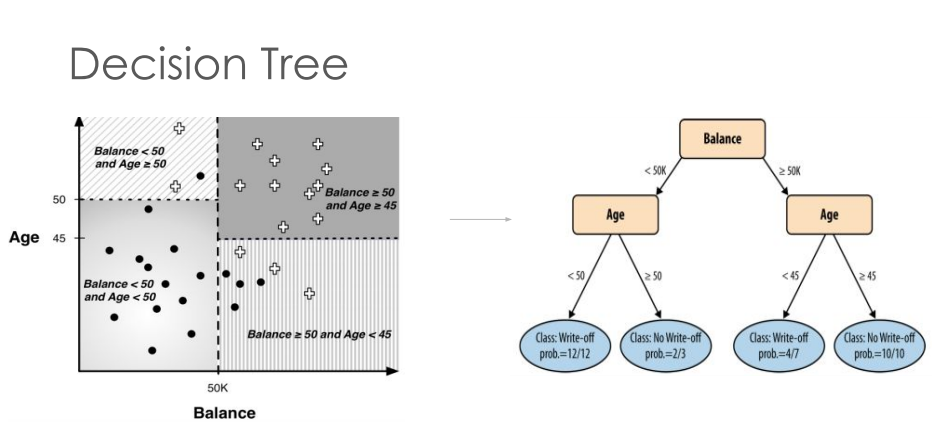 Decision Tree
Balance < 50
and Age ≥ 50
50
Balance ≥ 50
and Age ≥ 45
Age
45
Balance < 50
and Age < 50
Balance ≥ 50 and Age < 45
50K
Balance
Balance
< 50K
≥ 50K
Age
Age
< 50
≥ 50
< 45
≥ 45
Class: Write-off
prob.=12/12
Class: No Write-off
prob.=2/3
Class: Write-off
prob.=4/7
Class: No Write-off
prob.=10/10